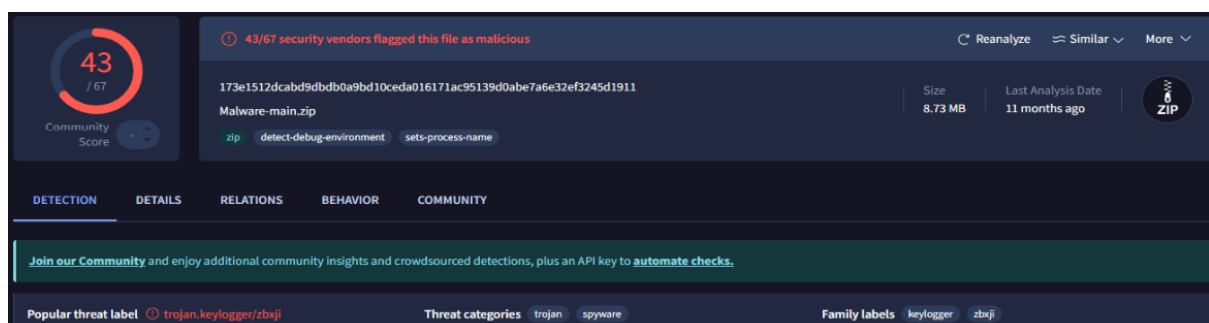 43
/ 67
Community
Score
43/67 security vendors flagged this file as malicious
Reanalyze Similar More
173e1512dcabd9dbdb0a9bd10ceda016171ac95139d0abe7a6e32ef3245d1911
Malware-main.zip
zip detect-debug-environment sets-process-name
Size
8.73 MB
Last Analysis Date
11 months ago
ZIP
DETECTION DETAILS RELATIONS BEHAVIOR COMMUNITY
Join our Community and enjoy additional community insights and crowdsourced detections, plus an API key to automate checks.
Popular threat label trojan.keylogger/zbxji Threat categories trojan spyware Family labels keylogger zbxji